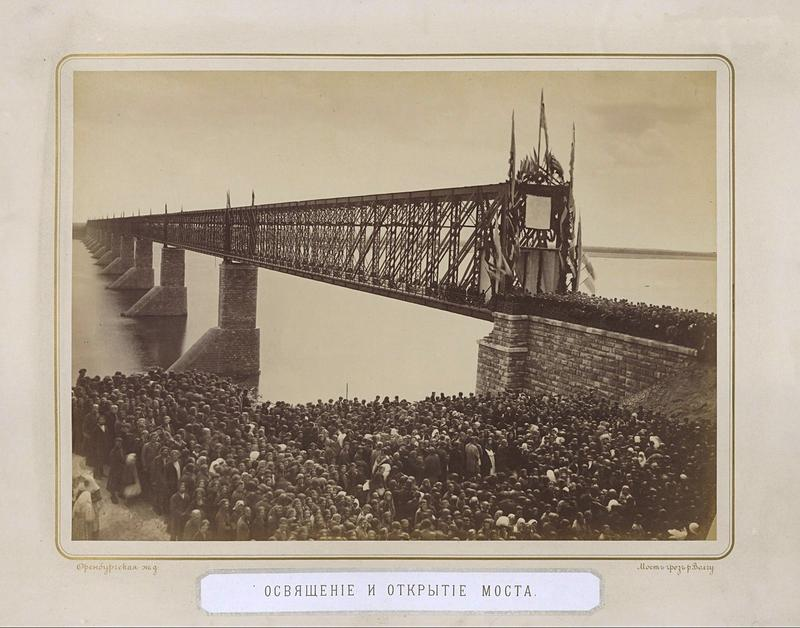 Оренбургская ж.д.
Мостъ чрезъ р. Волгу
ОСВЯЩЕНІЕ И ОТКРЫТІЕ МОСТА.